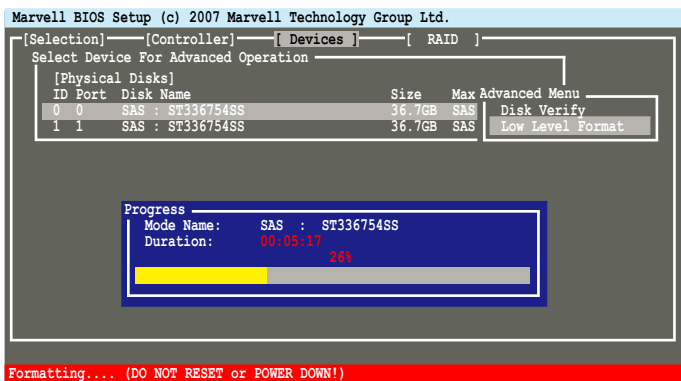 Marvell BIOS Setup (c) 2007 Marvell Technology Group Ltd.
[Selection] [Controller] [ Devices ] [ RAID ]
Select Device For Advanced Operation
[Physical Disks]
ID Port Disk Name Size Max Advanced Menu
0 0 SAS : ST336754SS 36.7GB SAS Disk Verify
1 1 SAS : ST336754SS 36.7GB SAS Low Level Format
Progress
Mode Name: SAS : ST336754SS
Duration: 00:05:17
26%
Formatting.... (DO NOT RESET or POWER DOWN!)